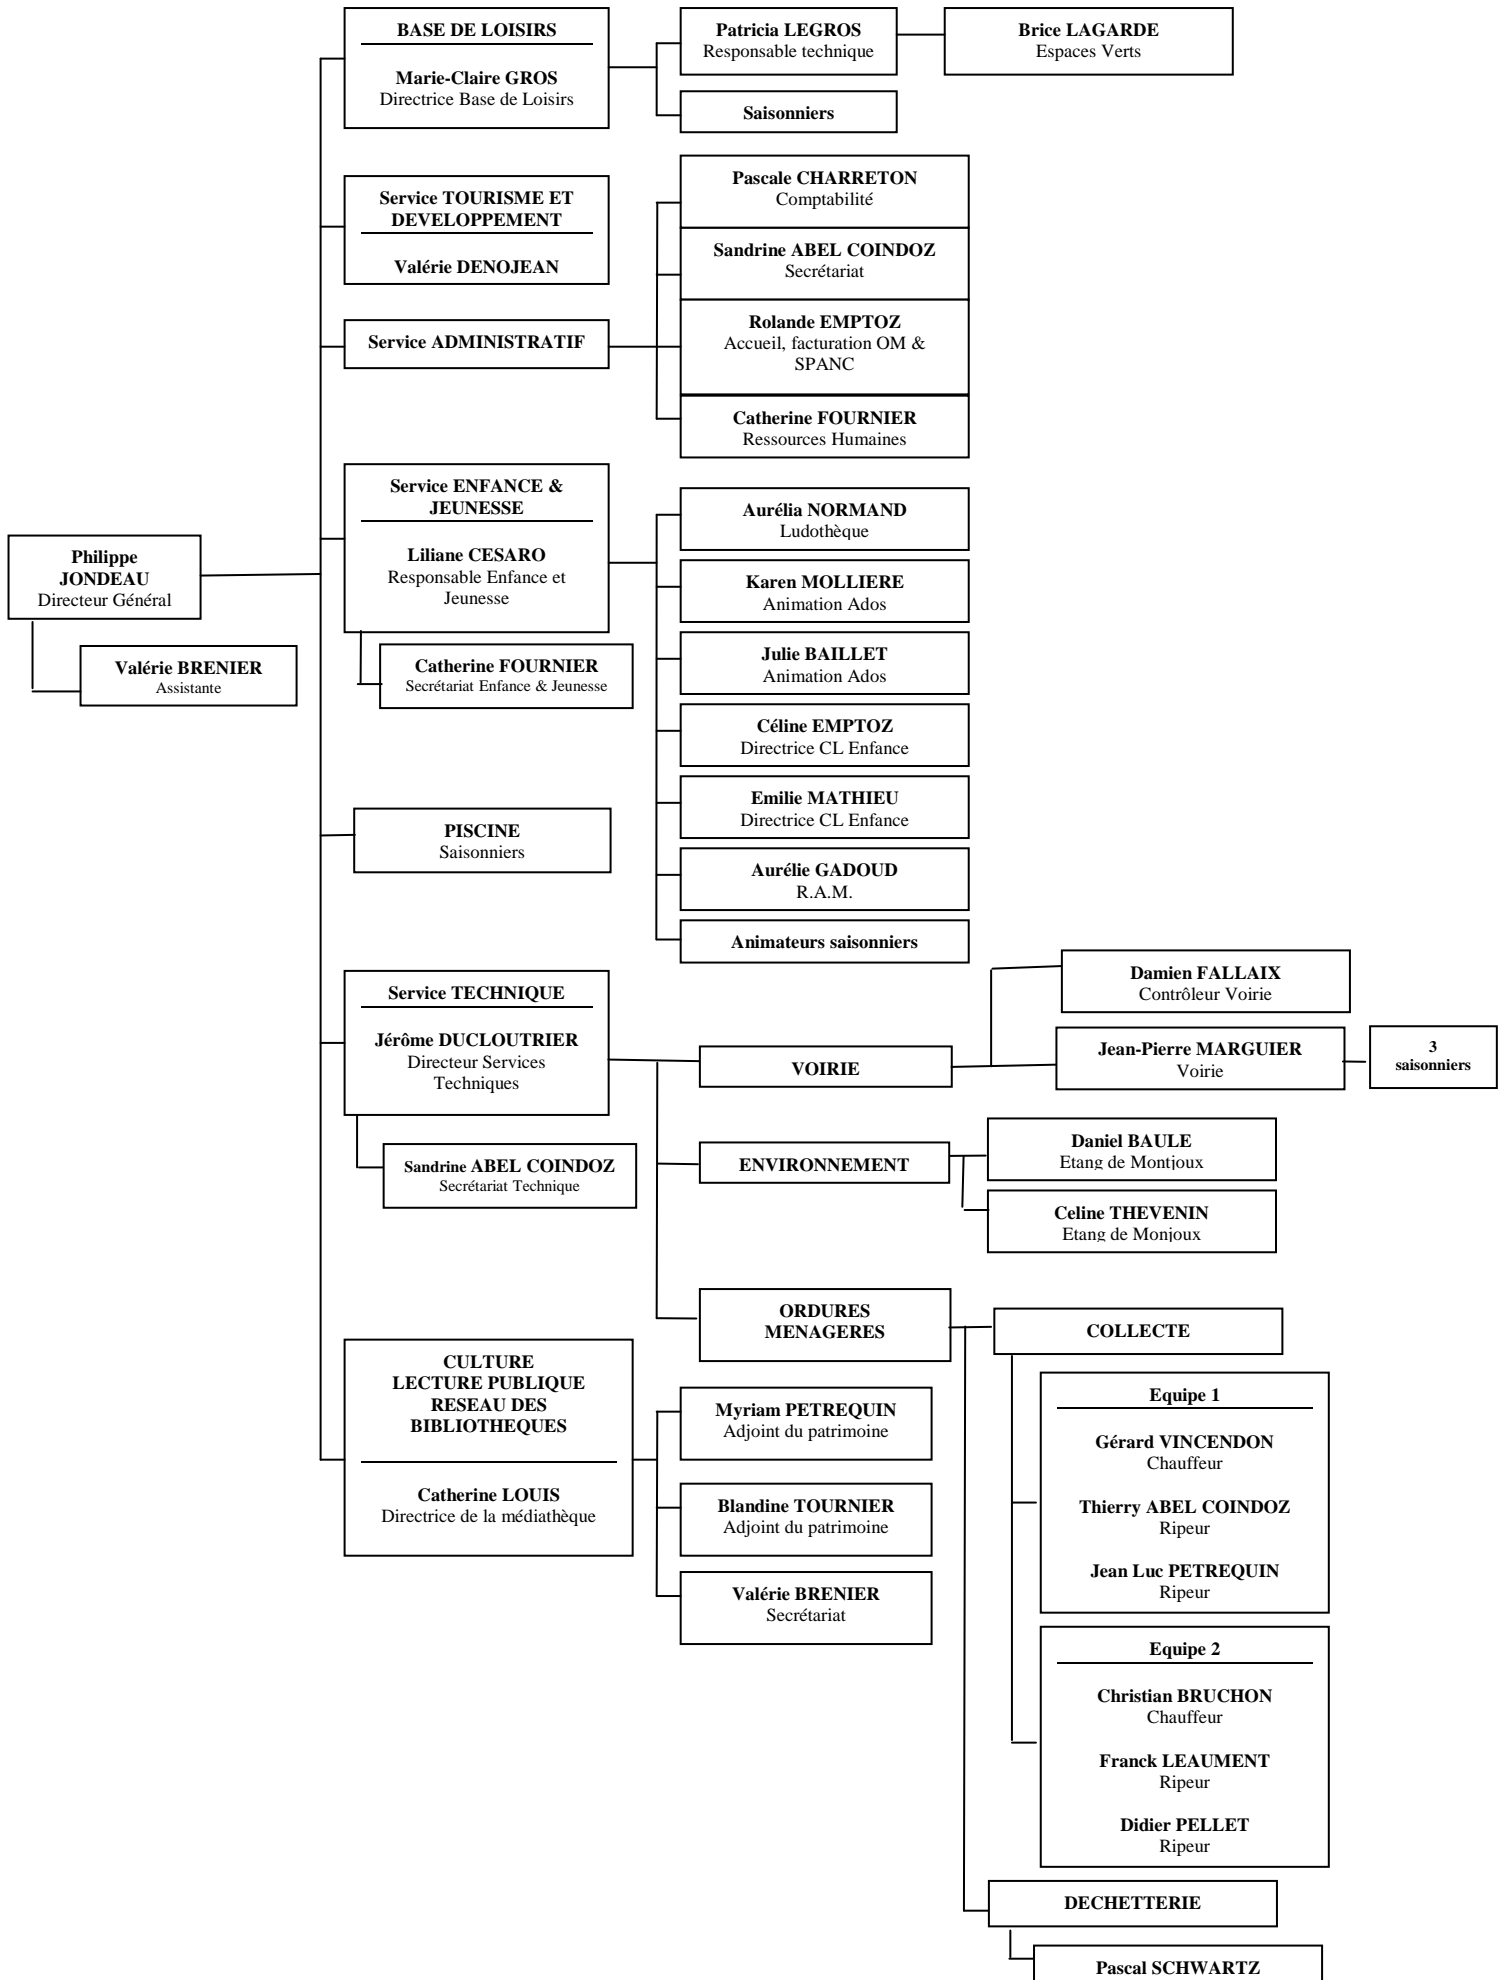 BASE DE LOISIRS
Marie-Claire GROS
Directrice Base de Loisirs
Patricia LEGROS
Responsable technique
Brice LAGARDE
Espaces Verts
Saisonniers
Service TOURISME ET
DEVELOPPEMENT
Valérie DENOJEAN
Service ADMINISTRATIF
Pascale CHARRETON
Comptabilité
Sandrine ABEL COINDOZ
Secrétariat
Rolande EMPTOZ
Accueil, facturation OM &
SPANC
Catherine FOURNIER
Ressources Humaines
Philippe
JONDEAU
Directeur Général
Valérie BRENIER
Assistante
Service ENFANCE &
JEUNESSE
Liliane CESARO
Responsable Enfance et
Jeunesse
Catherine FOURNIER
Secrétariat Enfance & Jeunesse
Aurélia NORMAND
Ludothèque
Karen MOLLIERE
Animation Ados
Julie BAILLET
Animation Ados
Céline EMPTOZ
Directrice CL Enfance
Emilie MATHIEU
Directrice CL Enfance
Aurélie GADOUD
R.A.M.
Animateurs saisonniers
PISCINE
Saisonniers
Service TECHNIQUE
Jérôme DUCLOUTRIER
Directeur Services
Techniques
Sandrine ABEL COINDOZ
Secrétariat Technique
VOIRIE
Damien FALLAIX
Contrôleur Voirie
Jean-Pierre MARGUIER
Voirie
3
saisonniers
ENVIRONNEMENT
Daniel BAULE
Etang de Montjoux
Celine THEVENIN
Etang de Monjoux
ORDURES
MENAGERES
COLLECTE
Equipe 1
Gérard VINCENDON
Chauffeur
Thierry ABEL COINDOZ
Ripeur
Jean Luc PETREQUIN
Ripeur
Equipe 2
Christian BRUCHON
Chauffeur
Franck LEAUMENT
Ripeur
Didier PELLET
Ripeur
DECHETTERIE
Pascal SCHWARTZ
CULTURE
LECTURE PUBLIQUE
RESEAU DES
BIBLIOTHEQUES
Catherine LOUIS
Directrice de la médiathèque
Myriam PETREQUIN
Adjoint du patrimoine
Blandine TOURNIER
Adjoint du patrimoine
Valérie BRENIER
Secrétariat